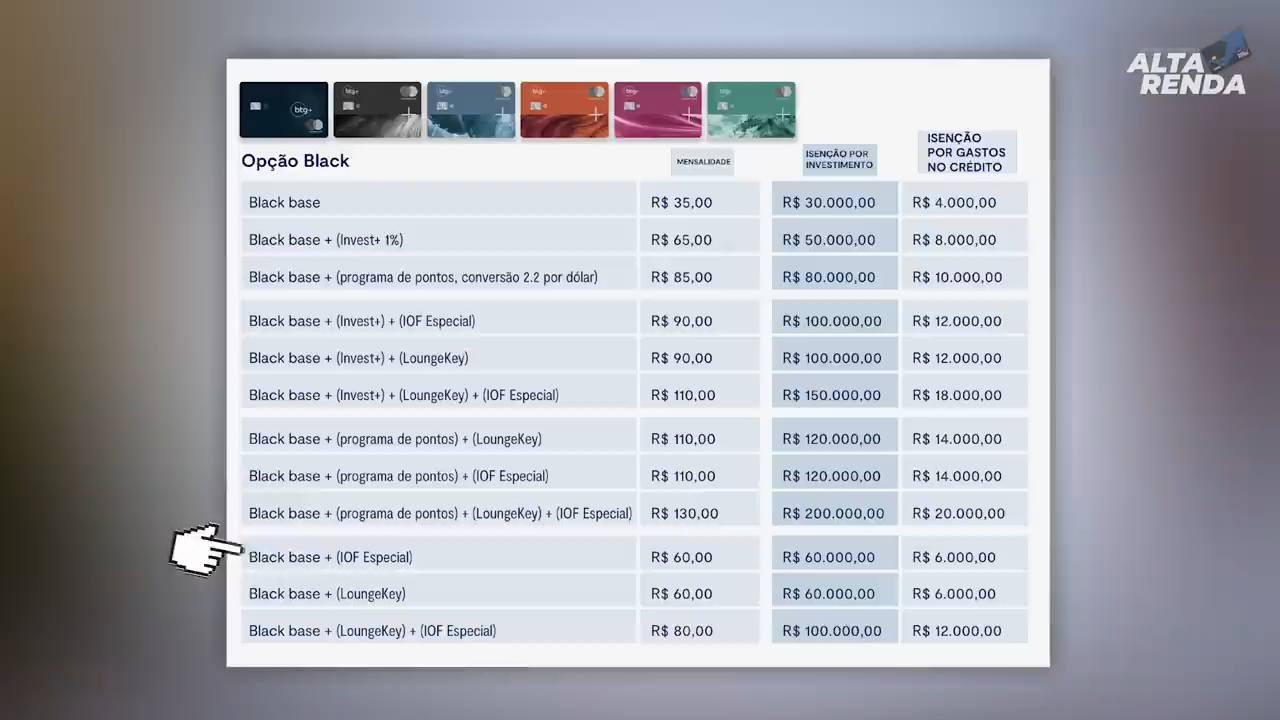 ALTA
RENDA
btg+
btg+
btg+
btg+
btg+
btg+
Opção Black
MENSALIDADE
ISENÇÃO POR
INVESTIMENTO
ISENÇÃO
POR GASTOS
NO CRÉDITO
Black base R$ 35,00 R$ 30.000,00 R$ 4.000,00
Black base + (Invest+ 1%) R$ 65,00 R$ 50.000,00 R$ 8.000,00
Black base + (programa de pontos, conversão 2.2 por dólar) R$ 85,00 R$ 80.000,00 R$ 10.000,00
Black base + (Invest+) + (IOF Especial) R$ 90,00 R$ 100.000,00 R$ 12.000,00
Black base + (Invest+) + (LoungeKey) R$ 90,00 R$ 100.000,00 R$ 12.000,00
Black base + (Invest+) + (LoungeKey) + (IOF Especial) R$ 110,00 R$ 150.000,00 R$ 18.000,00
Black base + (programa de pontos) + (LoungeKey) R$ 110,00 R$ 120.000,00 R$ 14.000,00
Black base + (programa de pontos) + (IOF Especial) R$ 110,00 R$ 120.000,00 R$ 14.000,00
Black base + (programa de pontos) + (LoungeKey) + (IOF Especial) R$ 130,00 R$ 200.000,00 R$ 20.000,00
Black base + (IOF Especial) R$ 60,00 R$ 60.000,00 R$ 6.000,00
Black base + (LoungeKey) R$ 60,00 R$ 60.000,00 R$ 6.000,00
Black base + (LoungeKey) + (IOF Especial) R$ 80,00 R$ 100.000,00 R$ 12.000,00